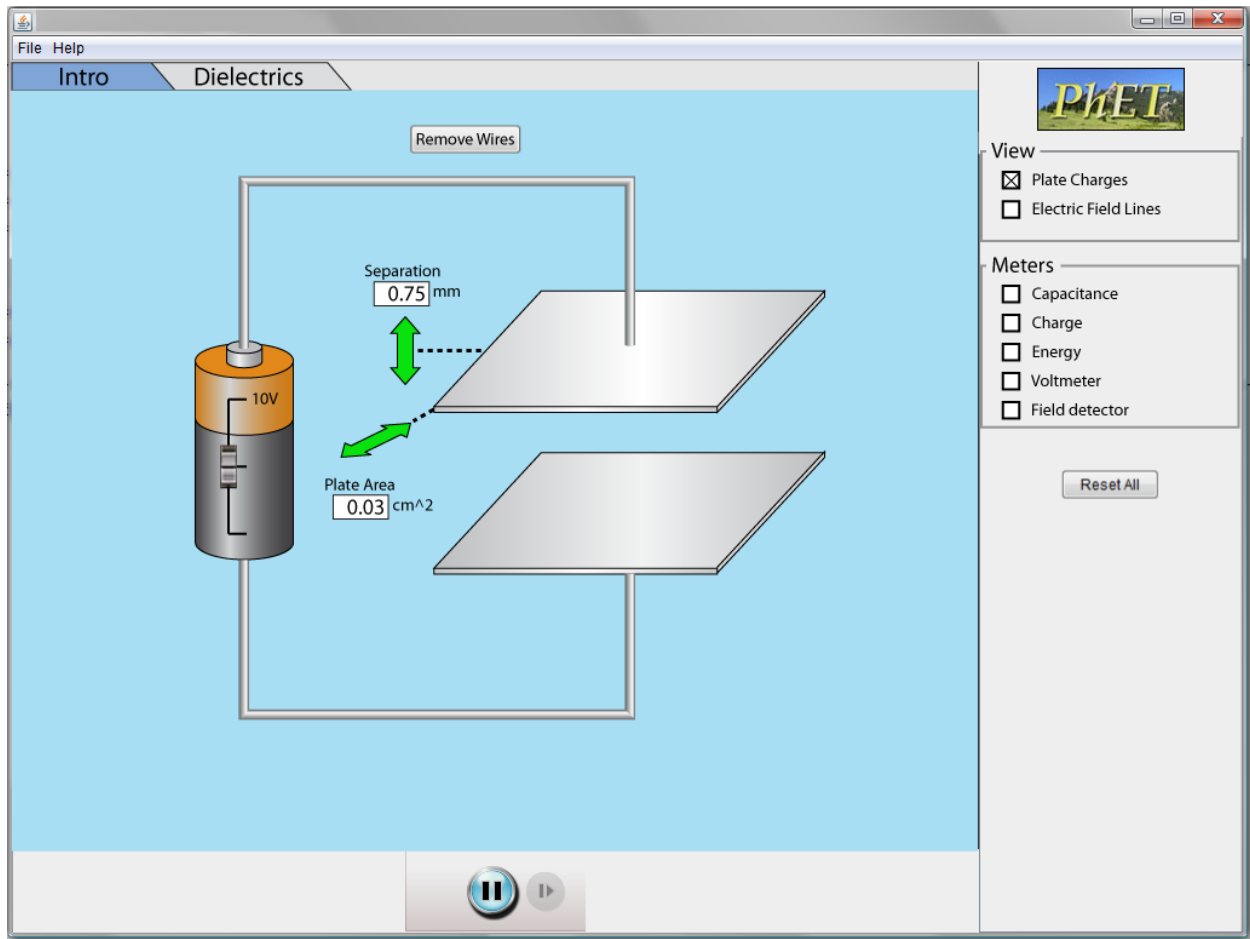 File Help
Intro Dielectrics
PhET
Remove Wires
View
Plate Charges
Electric Field Lines
Separation
0.75 mm
Meters
Capacitance
Charge
Energy
Voltmeter
Field detector
10V
Plate Area
0.03 cm^2
Reset All